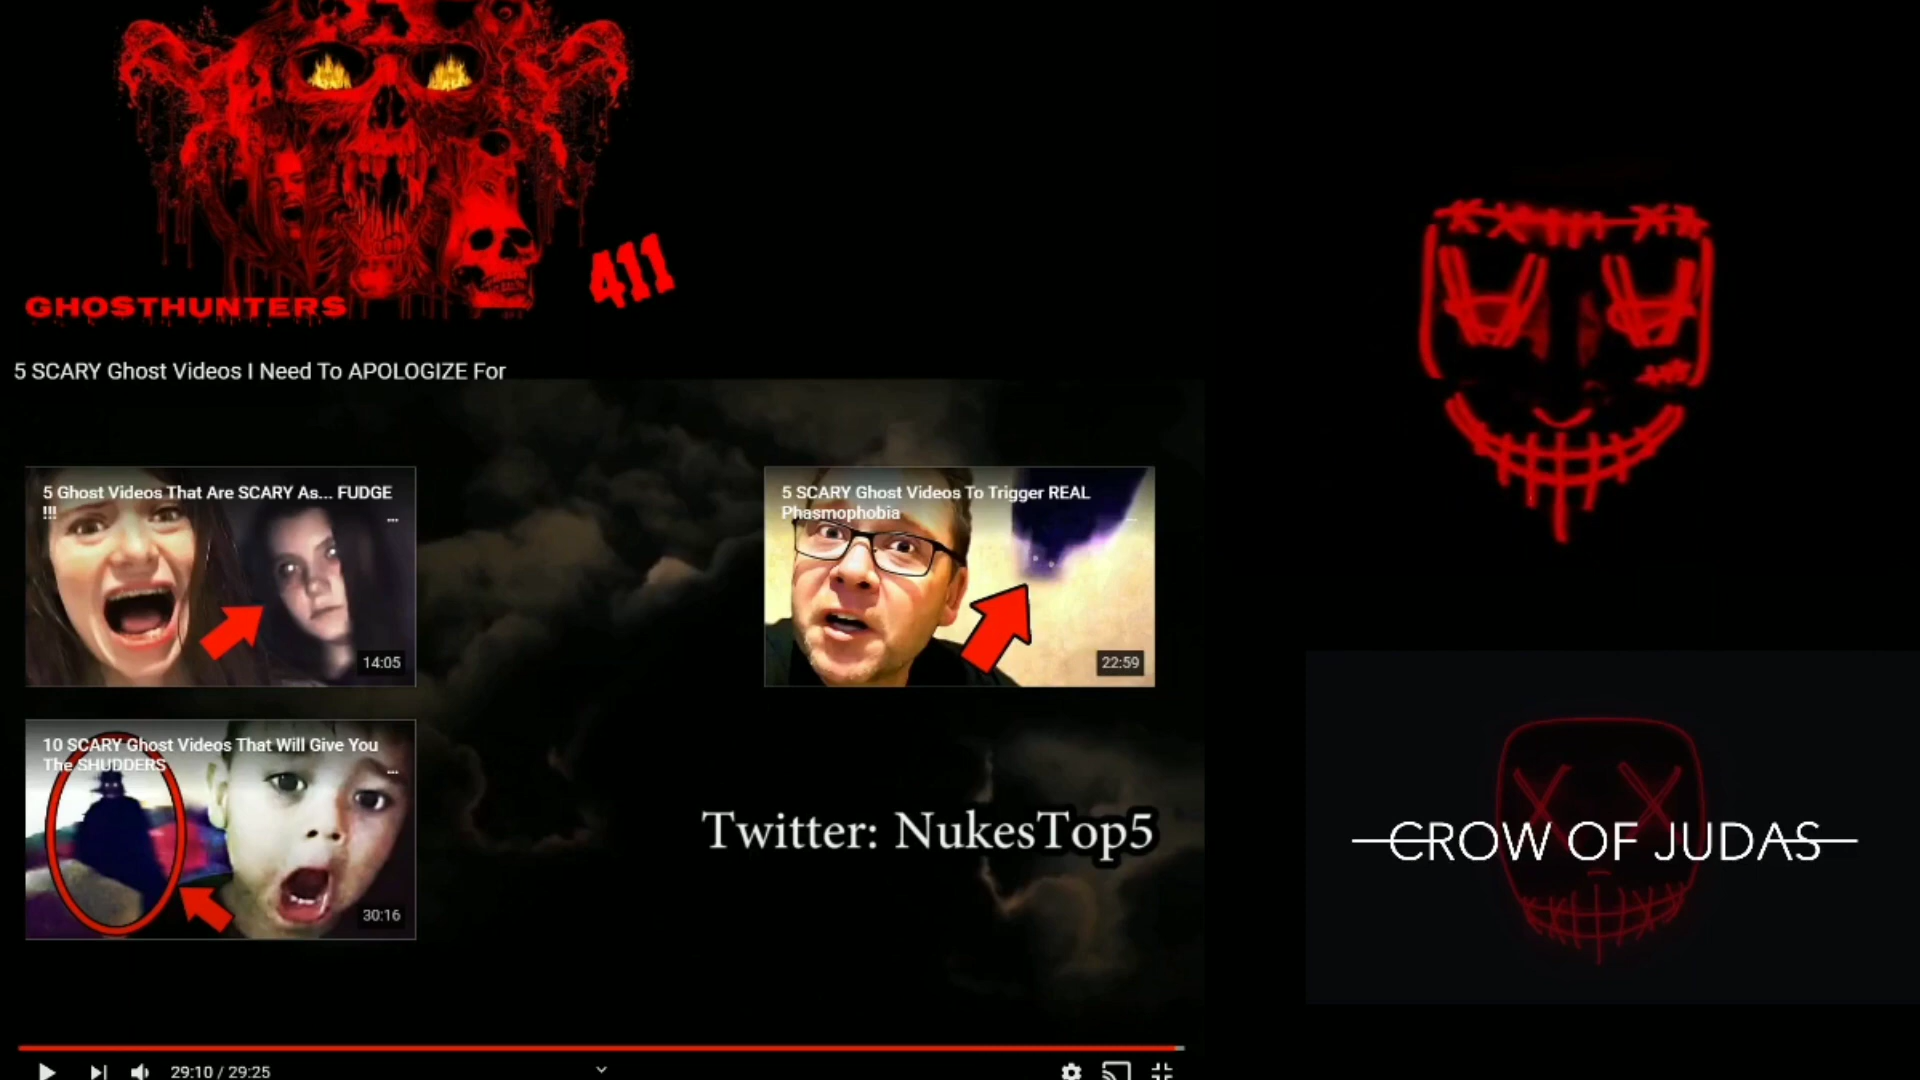 GHOSTHUNTERS
411
5 SCARY Ghost Videos I Need To APOLOGIZE For
5 Ghost Videos That Are SCARY As... FUDGE
!!!
14:05
5 SCARY Ghost Videos To Trigger REAL
Phasmophobia
22:59
10 SCARY Ghost Videos That Will Give You
The SHUDDERS
30:16
Twitter: NukesTop5
CROW OF JUDAS
29:10 / 29:25